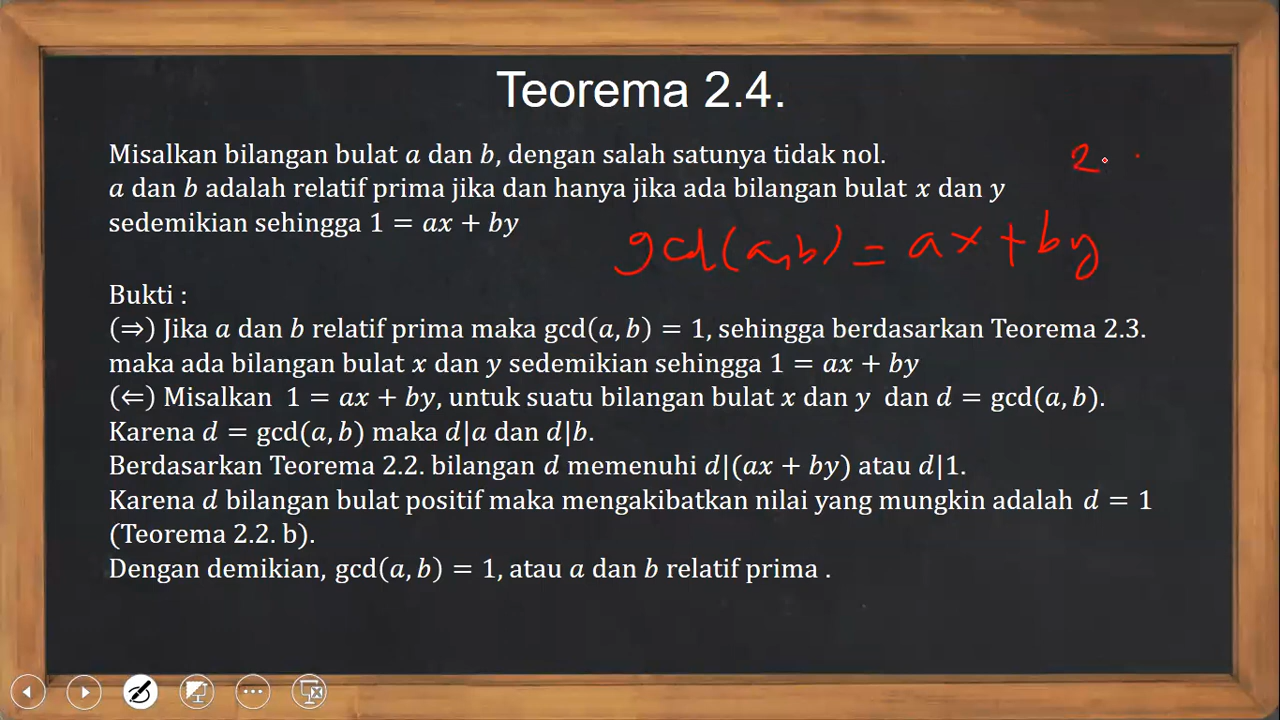 Teorema 2.4.
Misalkan bilangan bulat a dan b, dengan salah satunya tidak nol.
2
a dan b adalah relatif prima jika dan hanya jika ada bilangan bulat x dan y
sedemikian sehingga 1 = ax + by
gcd(a,b) = ax + by
Bukti :
(⇒) Jika a dan b relatif prima maka gcd(a, b) = 1, sehingga berdasarkan Teorema 2.3.
maka ada bilangan bulat x dan y sedemikian sehingga 1 = ax + by
(⇐) Misalkan 1 = ax + by, untuk suatu bilangan bulat x dan y dan d = gcd(a, b).
Karena d = gcd(a, b) maka d|a dan d|b.
Berdasarkan Teorema 2.2. bilangan d memenuhi d|(ax + by) atau d|1.
Karena d bilangan bulat positif maka mengakibatkan nilai yang mungkin adalah d = 1
(Teorema 2.2. b).
Dengan demikian, gcd(a, b) = 1, atau a dan b relatif prima .